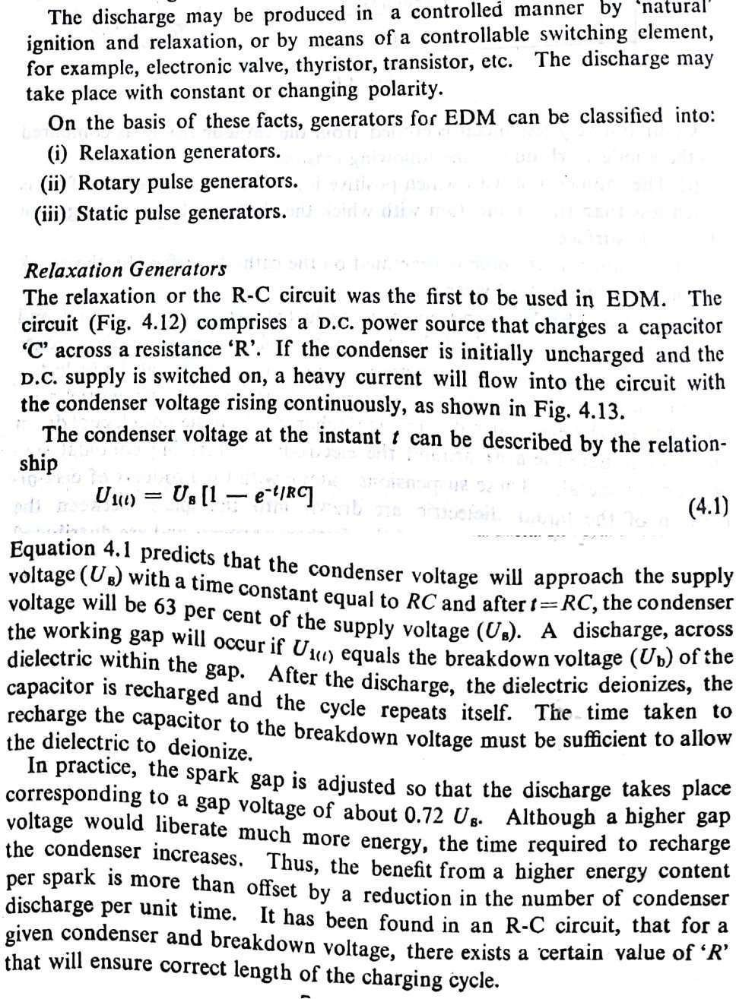 The discharge may be produced in a controlled manner by 'natural'
ignition and relaxation, or by means of a controllable switching element,
for example, electronic valve, thyristor, transistor, etc. The discharge may
take place with constant or changing polarity.
On the basis of these facts, generators for EDM can be classified into:
(i) Relaxation generators.
(ii) Rotary pulse generators.
(iii) Static pulse generators.
Relaxation Generators
The relaxation or the R-C circuit was the first to be used in EDM. The
circuit (Fig. 4.12) comprises a D.C. power source that charges a capacitor
'C' across a resistance 'R'. If the condenser is initially uncharged and the
D.C. supply is switched on, a heavy current will flow into the circuit with
the condenser voltage rising continuously, as shown in Fig. 4.13.
The condenser voltage at the instant t can be described by the relation-
ship
U₁₍ₜ₎ = Uₛ [1 — e^{-t/RC}] (4.1)
Equation 4.1 predicts that the condenser voltage will approach the supply
voltage (Uₛ) with a time constant equal to RC and after t=RC, the condenser
voltage will be 63 per cent of the supply voltage (Uₛ). A discharge, across
the working gap will occur if U₁₍ₜ₎ equals the breakdown voltage (U_b) of the
dielectric within the gap. After the discharge, the dielectric deionizes, the
capacitor is recharged and the cycle repeats itself. The time taken to
recharge the capacitor to the breakdown voltage must be sufficient to allow
the dielectric to deionize.
In practice, the spark gap is adjusted so that the discharge takes place
corresponding to a gap voltage of about 0.72 Uₛ. Although a higher gap
voltage would liberate much more energy, the time required to recharge
the condenser increases. Thus, the benefit from a higher energy content
per spark is more than offset by a reduction in the number of condenser
discharge per unit time. It has been found in an R-C circuit, that for a
given condenser and breakdown voltage, there exists a certain value of 'R'
that will ensure correct length of the charging cycle.